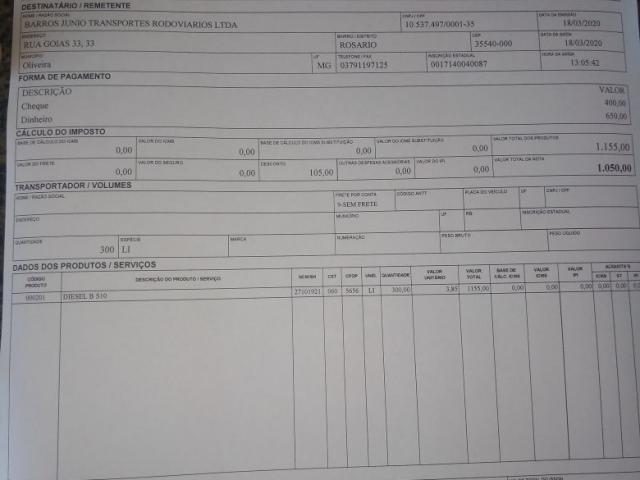 DESTINATÁRIO / REMETENTE
NOME / RAZÃO SOCIAL CNPJ / CPF DATA DA EMISSÃO
BARROS JUNIO TRANSPORTES RODOVIARIOS LTDA 10.537.497/0001-35 18/03/2020
ENDEREÇO BAIRRO / DISTRITO CEP DATA DA SAÍDA
RUA GOIAS 33, 33 ROSARIO 35540-000 18/03/2020
MUNICÍPIO UF TELEFONE / FAX INSCRIÇÃO ESTADUAL HORA DA SAÍDA
Oliveira MG 03791197125 0017140040087 13:05:42
FORMA DE PAGAMENTO
DESCRIÇÃO VALOR
Cheque 400,00
Dinheiro 650,00
CÁLCULO DO IMPOSTO
BASE DE CÁLCULO DO ICMS VALOR DO ICMS BASE DE CÁLCULO DO ICMS SUBSTITUIÇÃO VALOR DO ICMS SUBSTITUIÇÃO VALOR TOTAL DOS PRODUTOS
0,00 0,00 0,00 0,00 1.155,00
VALOR DO FRETE VALOR DO SEGURO DESCONTO OUTRAS DESPESAS ACESSÓRIAS VALOR DO IPI VALOR TOTAL DA NOTA
0,00 0,00 105,00 0,00 0,00 1.050,00
TRANSPORTADOR / VOLUMES
NOME / RAZÃO SOCIAL FRETE POR CONTA CÓDIGO ANTT PLACA DO VEÍCULO UF CNPJ / CPF
9-SEM FRETE
ENDEREÇO MUNICÍPIO UF INSCRIÇÃO ESTADUAL
QUANTIDADE ESPÉCIE MARCA NUMERAÇÃO PESO BRUTO PESO LÍQUIDO
300 LI
DADOS DOS PRODUTOS / SERVIÇOS
CÓDIGO PRODUTO DESCRIÇÃO DO PRODUTO / SERVIÇO NCM/SH CST CFOP UNID. QUANTIDADE VALOR UNITÁRIO VALOR TOTAL BASE DE CÁLC. ICMS VALOR ICMS VALOR IPI ALÍQUOTA %
ICMS ST
000201 DIESEL B S10 27101921 060 5656 LI 300,00 3,85 1155,00 0,00 0,00 0,00 0,00 0,00